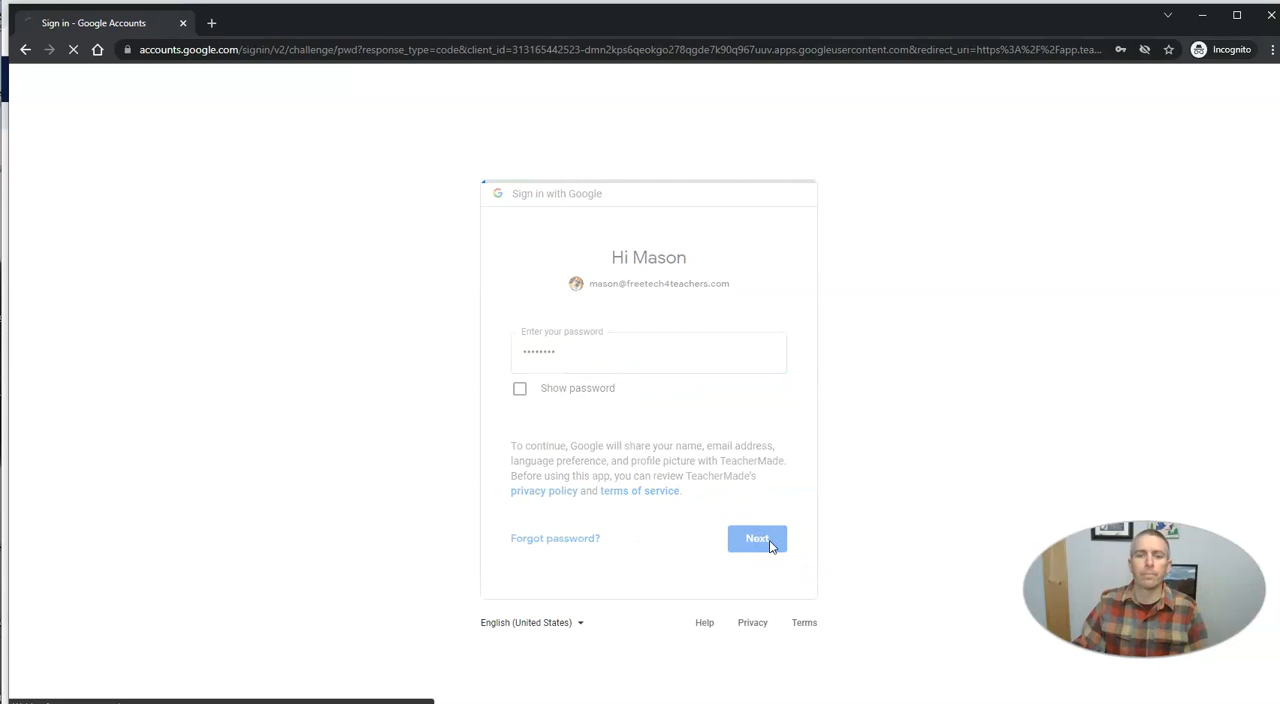 Sign in - Google Accounts
accounts.google.com/signin/v2/challenge/pwd?response_type=code&client_id=313165442523-dmn2kps6qeokgo278qgde7k90q967uuv.apps.googleusercontent.com&redirect_uri=https%3A%2F%2Fapp.tea...
Incognito
Sign in with Google
Hi Mason
mason@freetech4teachers.com
Enter your password
••••••••
Show password
To continue, Google will share your name, email address,
language preference, and profile picture with TeacherMade.
Before using this app, you can review TeacherMade's
privacy policy and terms of service.
Forgot password?
Next
English (United States)
Help
Privacy
Terms